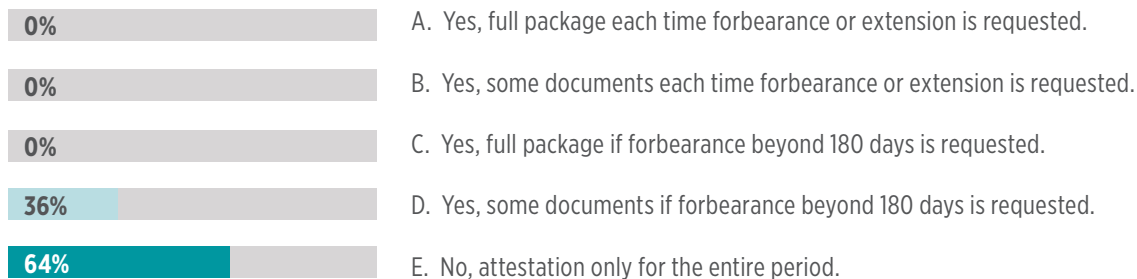 0% A. Yes, full package each time forbearance or extension is requested.
0% B. Yes, some documents each time forbearance or extension is requested.
0% C. Yes, full package if forbearance beyond 180 days is requested.
36% D. Yes, some documents if forbearance beyond 180 days is requested.
64% E. No, attestation only for the entire period.